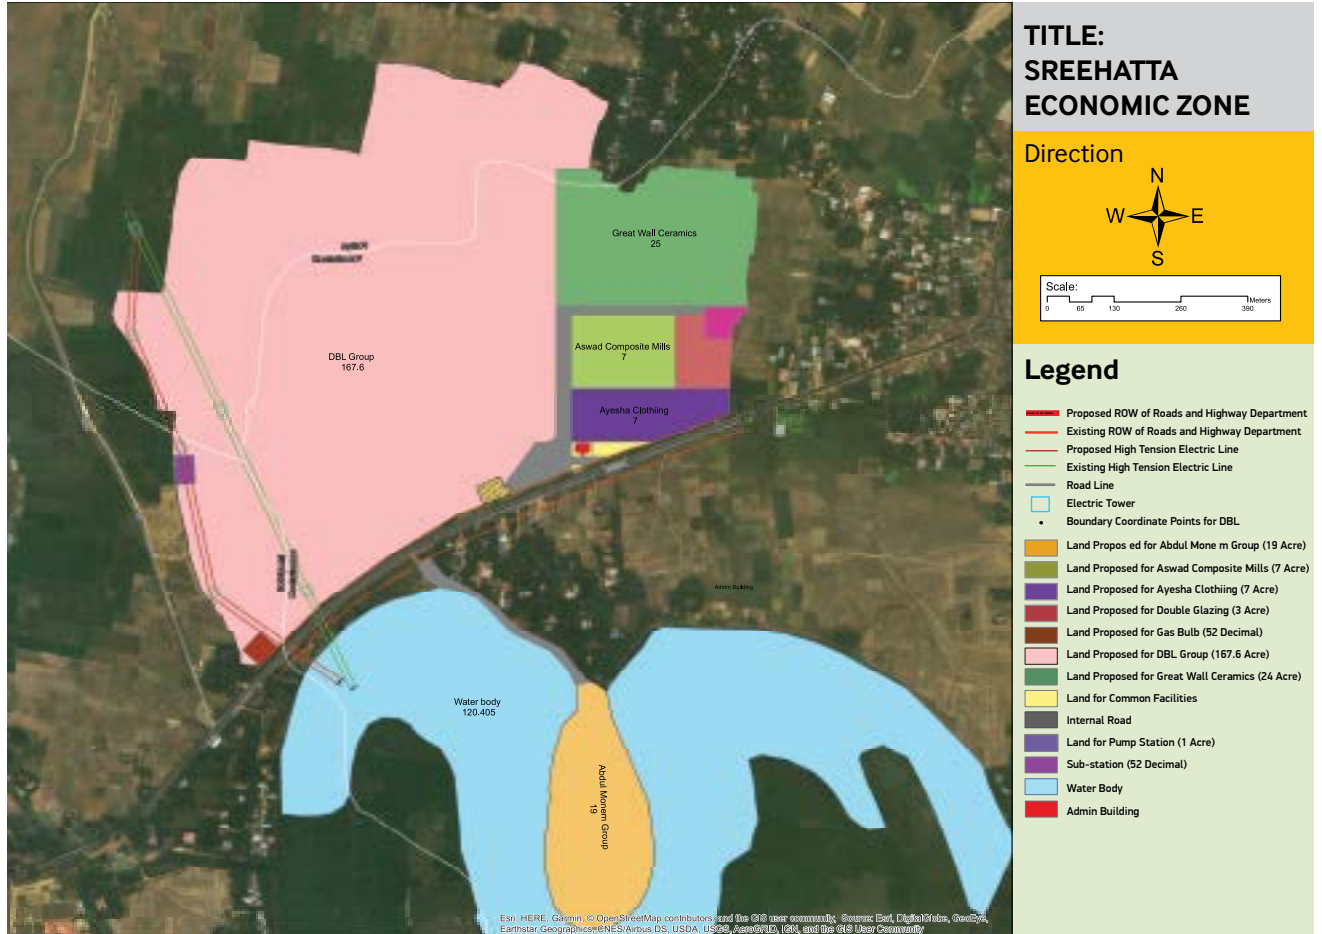 TITLE:
SREEHATTA
ECONOMIC ZONE
Direction
N
W E
S
Scale:
Meters
0 65 130 260 390
Legend
Proposed ROW of Roads and Highway Department
Existing ROW of Roads and Highway Department
Proposed High Tension Electric Line
Existing High Tension Electric Line
Road Line
Electric Tower
Boundary Coordinate Points for DBL
Land Propos ed for Abdul Mone m Group (19 Acre)
Land Proposed for Aswad Composite Mills (7 Acre)
Land Proposed for Ayesha Clothiing (7 Acre)
Land Proposed for Double Glazing (3 Acre)
Land Proposed for Gas Bulb (52 Decimal)
Land Proposed for DBL Group (167.6 Acre)
Land Proposed for Great Wall Ceramics (24 Acre)
Land for Common Facilities
Internal Road
Land for Pump Station (1 Acre)
Sub-station (52 Decimal)
Water Body
Admin Building
Great Wall Ceramics
25
Aswad Composite Mills
7
DBL Group
167.6
Ayesha Clothiing
7
Admin Building
Water body
120.405
Abdul Monem Group
19
Esri, HERE, Garmin, © OpenStreetMap contributors, and the GIS user community, Source: Esri, DigitalGlobe, GeoEye,
Earthstar Geographics, CNES/Airbus DS, USDA, USGS, AeroGRID, IGN, and the GIS User Community